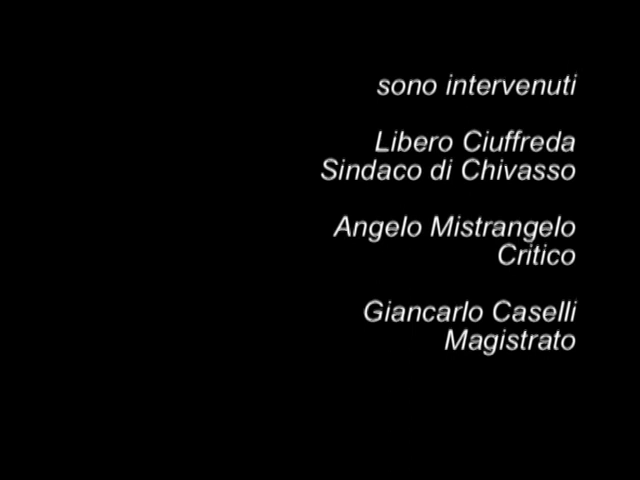 sono intervenuti
Libero Ciuffreda
Sindaco di Chivasso
Angelo Mistrangelo
Critico
Giancarlo Caselli
Magistrato